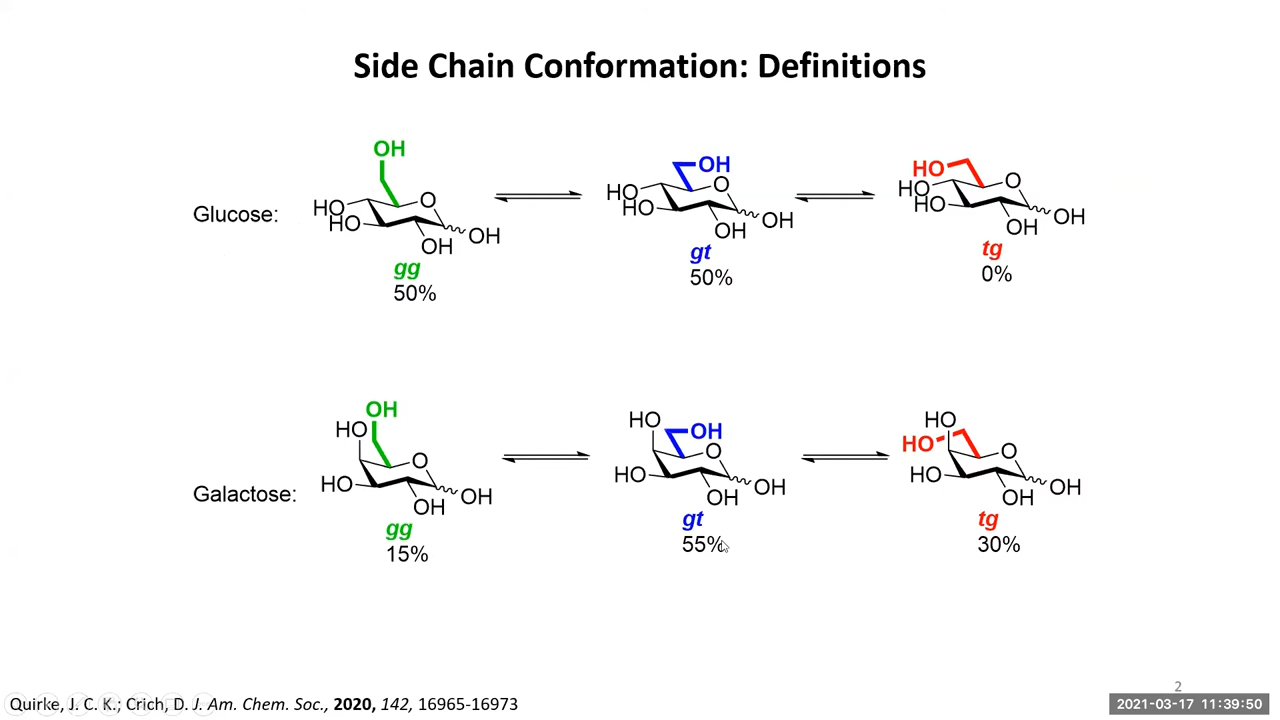 Side Chain Conformation: Definitions
Glucose:
OH
HO
HO
O
OH
OH
gg
50%
OH
HO
HO
O
OH
OH
gt
50%
HO
HO
HO
O
OH
OH
tg
0%
Galactose:
OH
HO
O
HO
OH
OH
gg
15%
HO
OH
O
HO
OH
OH
gt
55%
HO
HO
O
HO
OH
OH
tg
30%
2
Quirke, J. C. K.; Crich, D. J. Am. Chem. Soc., 2020, 142, 16965-16973
2021-03-17 11:39:50